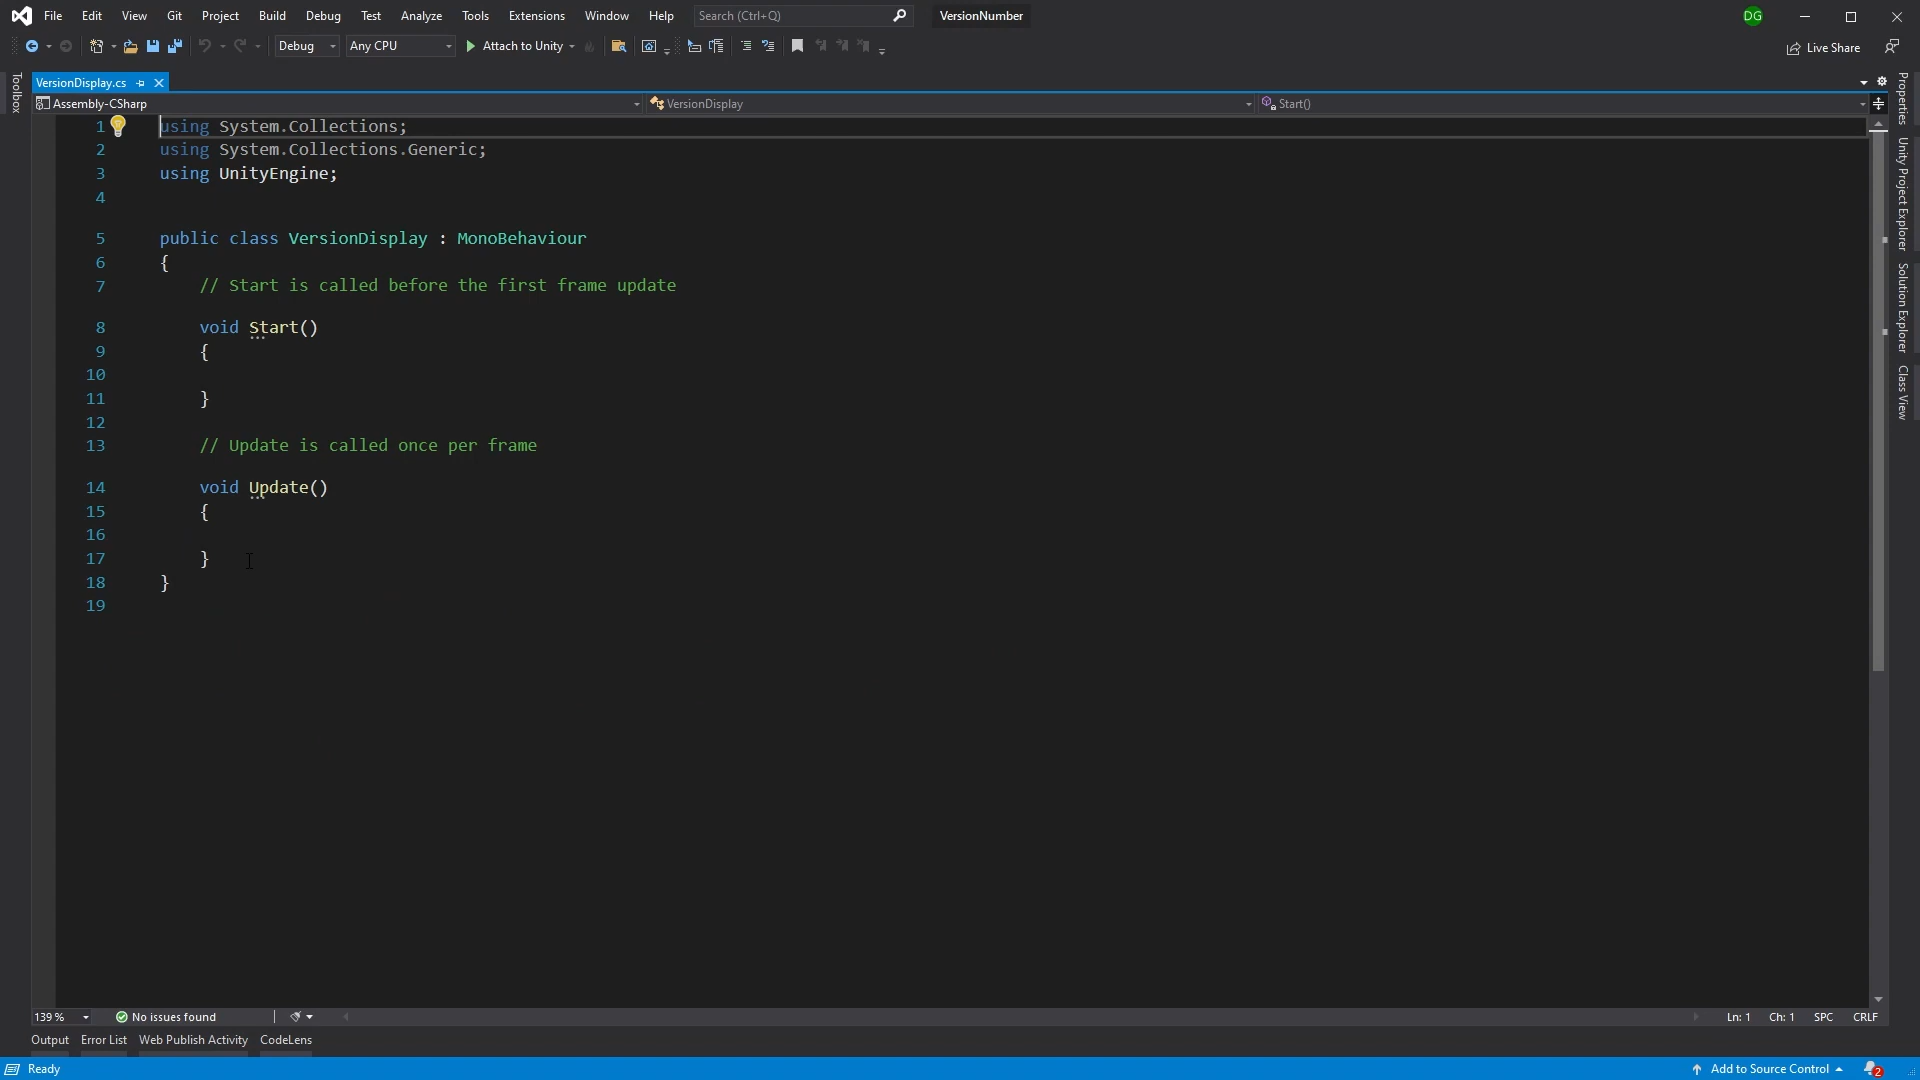 File Edit View Git Project Build Debug Test Analyze Tools Extensions Window Help Search (Ctrl+Q) VersionNumber DG
Debug Any CPU Attach to Unity Live Share
Toolbox
VersionDisplay.cs
Assembly-CSharp VersionDisplay Start()
1 using System.Collections;
2 using System.Collections.Generic;
3 using UnityEngine;
4
5 public class VersionDisplay : MonoBehaviour
6 {
7 // Start is called before the first frame update
8 void Start()
9 {
10
11 }
12
13 // Update is called once per frame
14 void Update()
15 {
16
17 }
18 }
19
Properties
Unity Project Explorer
Solution Explorer
Class View
139 % No issues found Ln: 1 Ch: 1 SPC CRLF
Output Error List Web Publish Activity CodeLens
Ready Add to Source Control 2